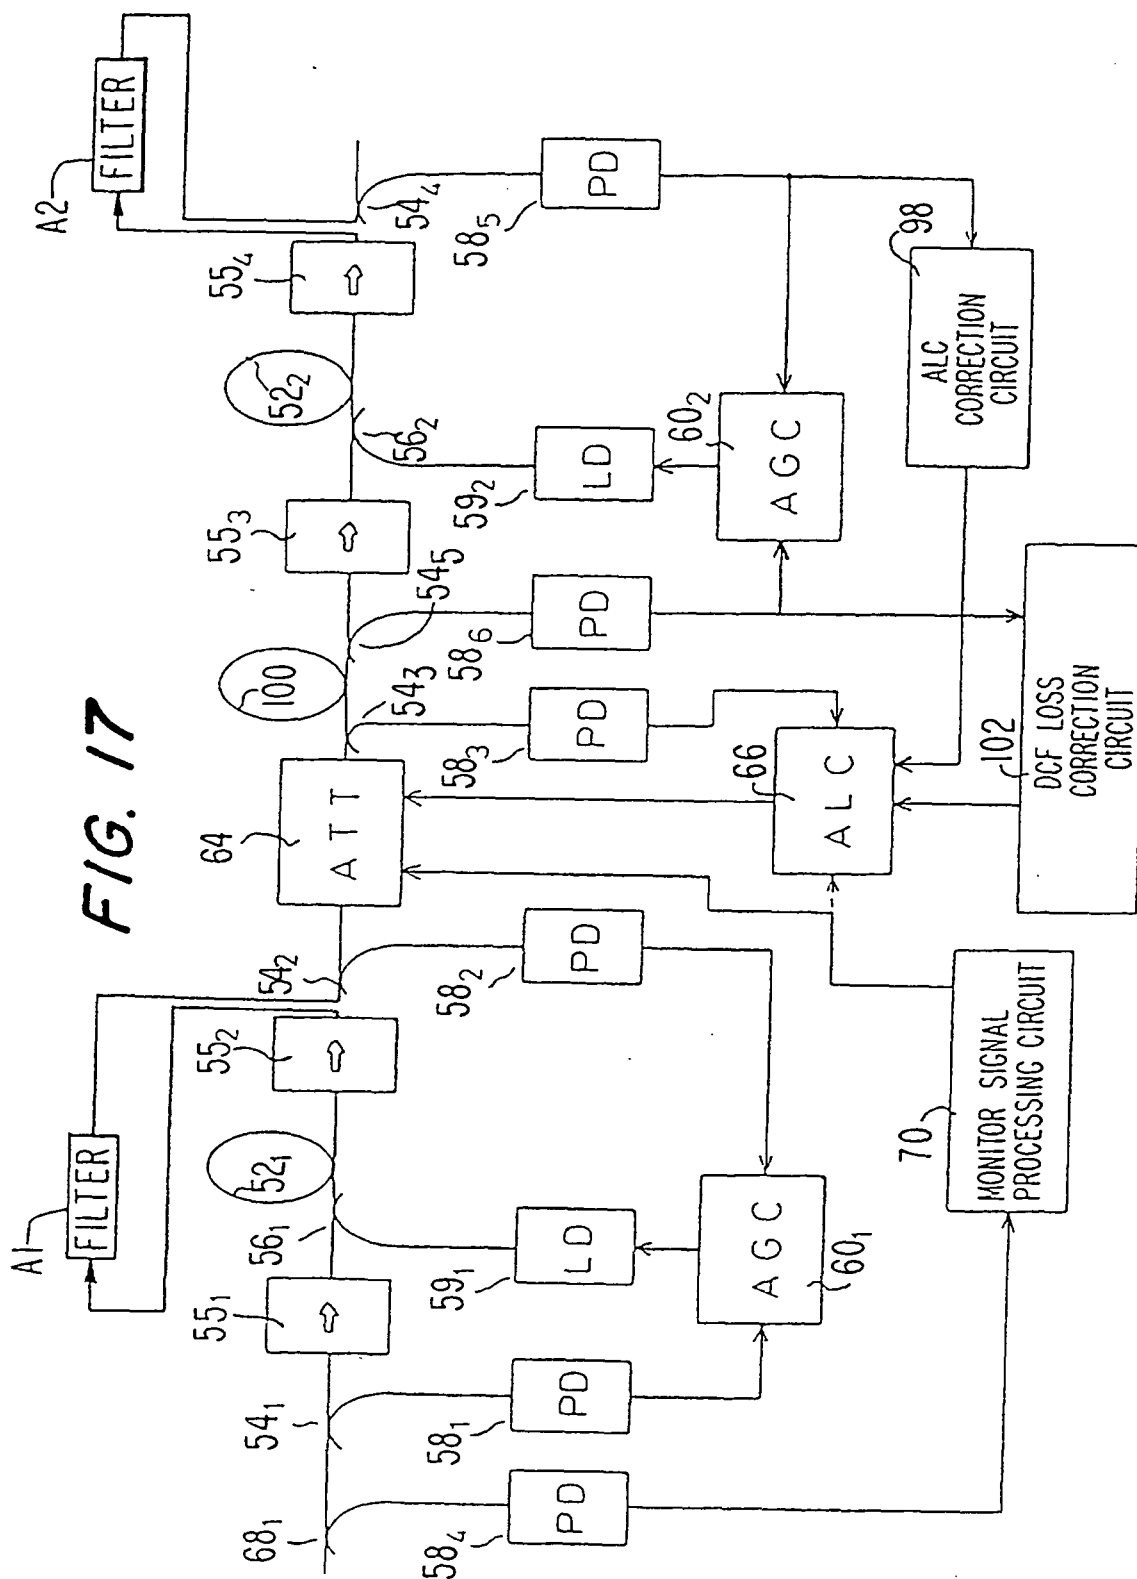 FIG. 17
A1
FILTER
A2
FILTER
68₁
54₁
55₁
56₁
52₁
55₂
54₂
64
ATT
54₃
100
54₅
55₃
56₂
52₂
55₄
54₄
58₄
PD
58₁
PD
59₁
LD
58₂
PD
58₃
PD
58₆
PD
59₂
LD
58₅
PD
AGC
60₁
66
ALC
AGC
60₂
70
MONITOR SIGNAL
PROCESSING CIRCUIT
102
DCF LOSS
CORRECTION
CIRCUIT
98
ALC
CORRECTION
CIRCUIT